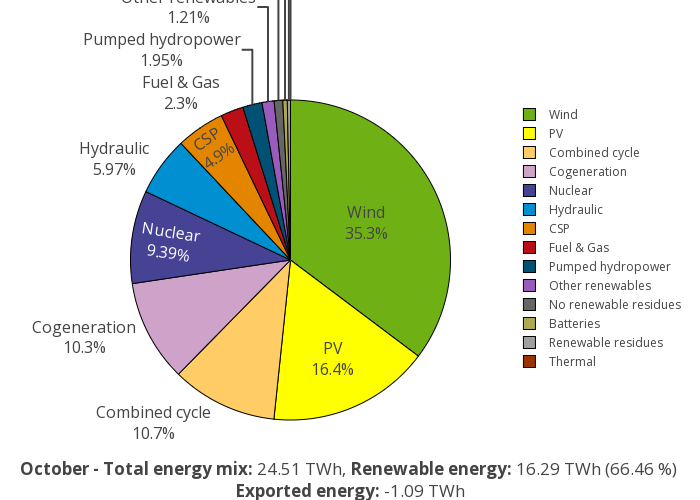 Other renewables
1.21%
Pumped hydropower
1.95%
Fuel & Gas
2.3%
CSP
4.9%
Hydraulic
5.97%
Nuclear
9.39%
Cogeneration
10.3%
Combined cycle
10.7%
PV
16.4%
Wind
35.3%
Wind
PV
Combined cycle
Cogeneration
Nuclear
Hydraulic
CSP
Fuel & Gas
Pumped hydropower
Other renewables
No renewable residues
Batteries
Renewable residues
Thermal
October - Total energy mix: 24.51 TWh, Renewable energy: 16.29 TWh (66.46 %)
Exported energy: -1.09 TWh